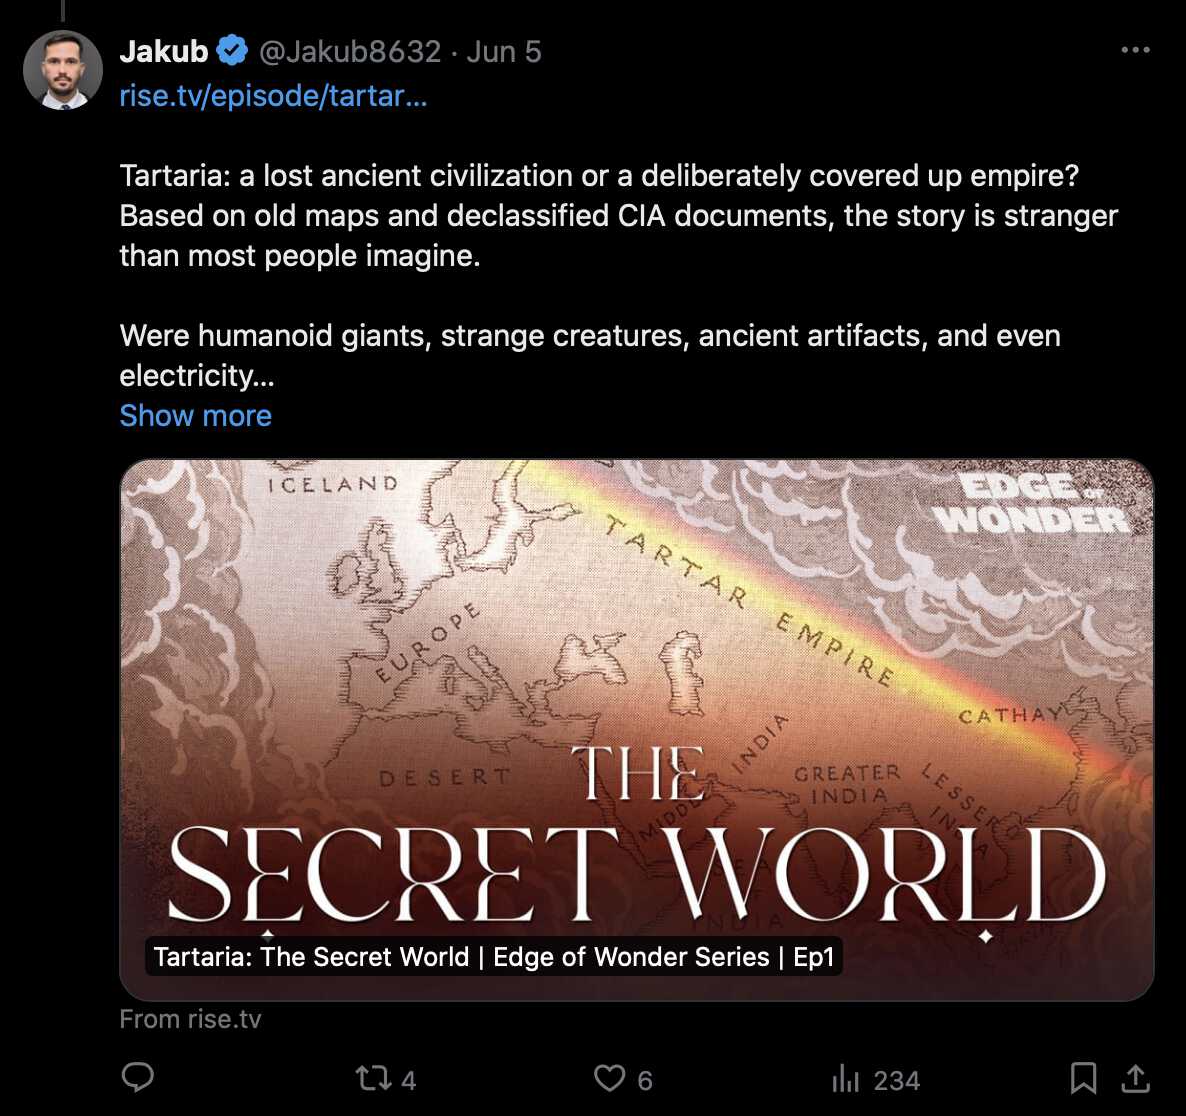 Jakub @Jakub8632 · Jun 5
rise.tv/episode/tartar...
Tartaria: a lost ancient civilization or a deliberately covered up empire?
Based on old maps and declassified CIA documents, the story is stranger
than most people imagine.
Were humanoid giants, strange creatures, ancient artifacts, and even
electricity...
Show more
ICELAND
EDGE OF
WONDER
TARTAR EMPIRE
EUROPE
CATHAY
INDIA
DESERT
GREATER
INDIA
LESSER
THE
SECRET WORLD
INDIA
Tartaria: The Secret World | Edge of Wonder Series | Ep1
From rise.tv
4
6
234